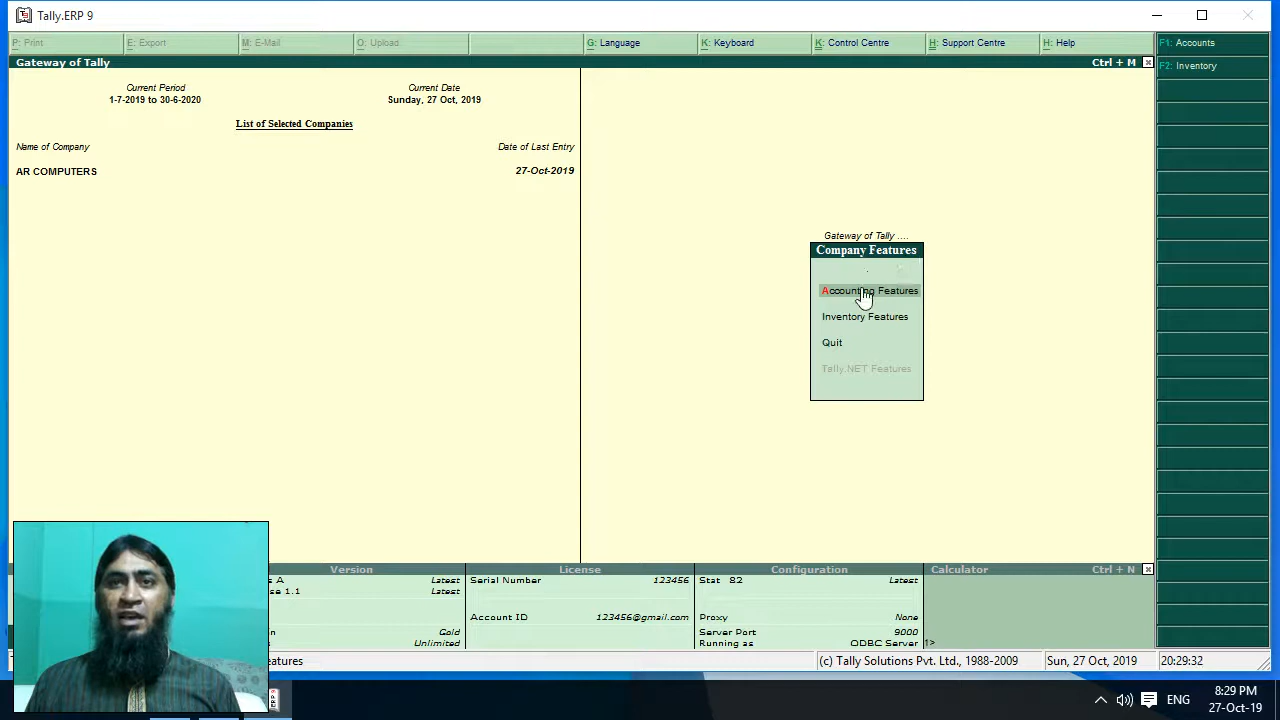 Tally.ERP 9
P: Print
E: Export
M: E-Mail
O: Upload
G: Language
K: Keyboard
K: Control Centre
H: Support Centre
H: Help
F1: Accounts
F2: Inventory
Gateway of Tally
Ctrl + M
Current Period
1-7-2019 to 30-6-2020
Current Date
Sunday, 27 Oct, 2019
List of Selected Companies
Name of Company
Date of Last Entry
AR COMPUTERS
27-Oct-2019
Gateway of Tally ....
Company Features
Accounting Features
Inventory Features
Quit
Tally.NET Features
Version
s A Latest
se 1.1 Latest
Gold
Unlimited
License
Serial Number 123456
Account ID 123456@gmail.com
Configuration
Stat 82 Latest
Proxy None
Server Port 9000
Running as ODBC Server
Calculator
Ctrl + N
1>
eatures
(c) Tally Solutions Pvt. Ltd., 1988-2009
Sun, 27 Oct, 2019
20:29:32
ENG
8:29 PM
27-Oct-19